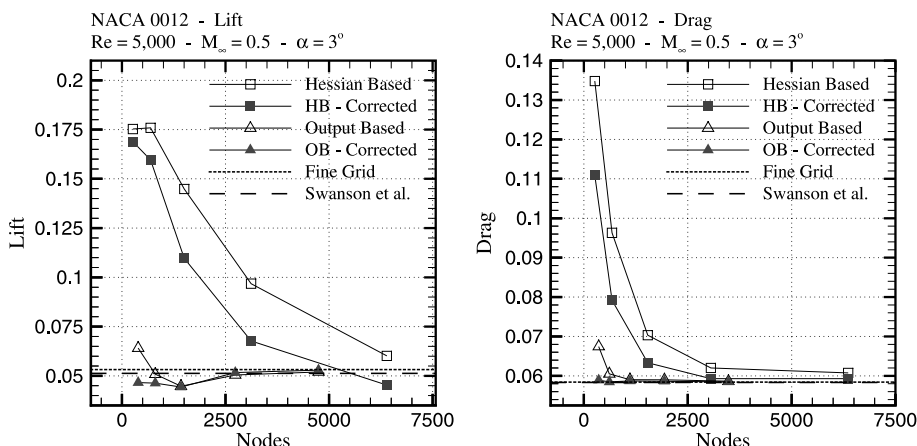 NACA 0012 - Lift
Re = 5,000 - M∞ = 0.5 - α = 3°
Lift
0.2
0.175
0.15
0.125
0.1
0.075
0.05
Hessian Based
HB - Corrected
Output Based
OB - Corrected
Fine Grid
Swanson et al.
0 2500 5000 7500
Nodes
NACA 0012 - Drag
Re = 5,000 - M∞ = 0.5 - α = 3°
Drag
0.14
0.13
0.12
0.11
0.1
0.09
0.08
0.07
0.06
Hessian Based
HB - Corrected
Output Based
OB - Corrected
Fine Grid
Swanson et al.
0 2500 5000 7500
Nodes